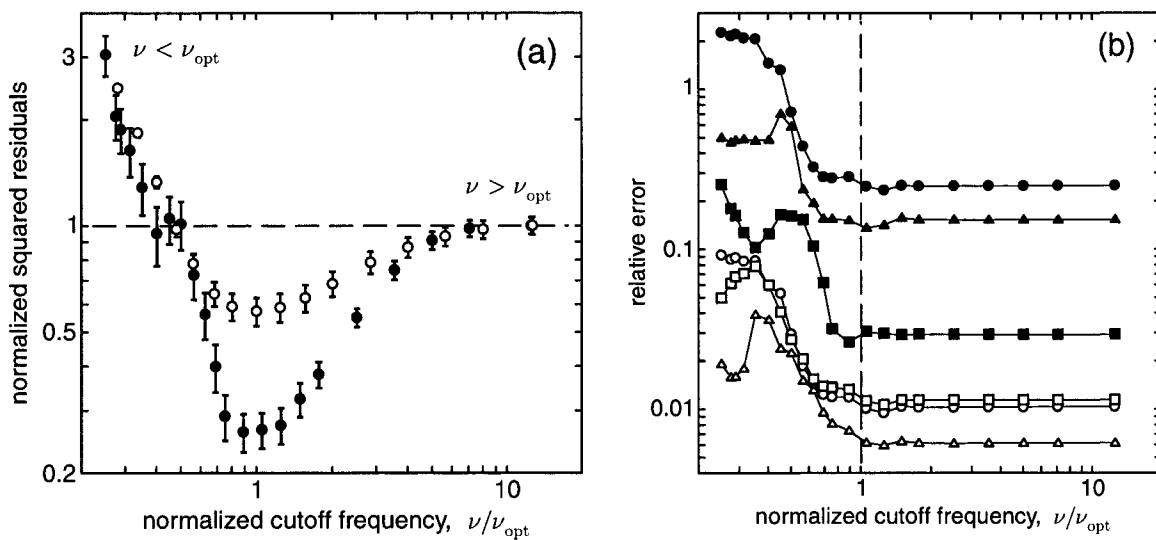 (a)
ν < ν_opt
ν > ν_opt
3
1
0.5
0.2
normalized squared residuals
1
10
normalized cutoff frequency, ν/ν_opt
(b)
1
0.1
0.01
relative error
1
10
normalized cutoff frequency, ν/ν_opt